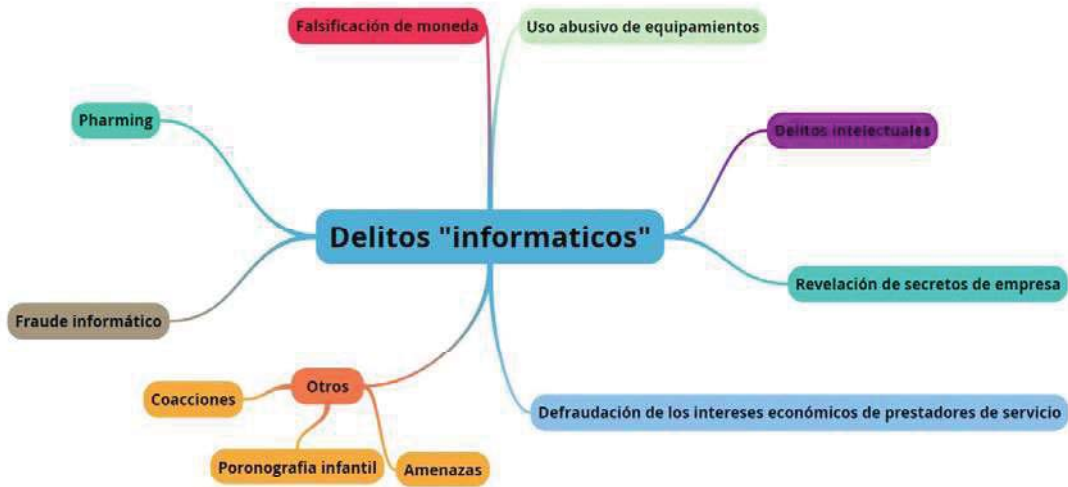 Falsificación de moneda
Uso abusivo de equipamientos
Pharming
Delitos intelectuales
Delitos "informaticos"
Revelación de secretos de empresa
Fraude informático
Otros
Coacciones
Defraudación de los intereses económicos de prestadores de servicio
Poronografia infantil
Amenazas